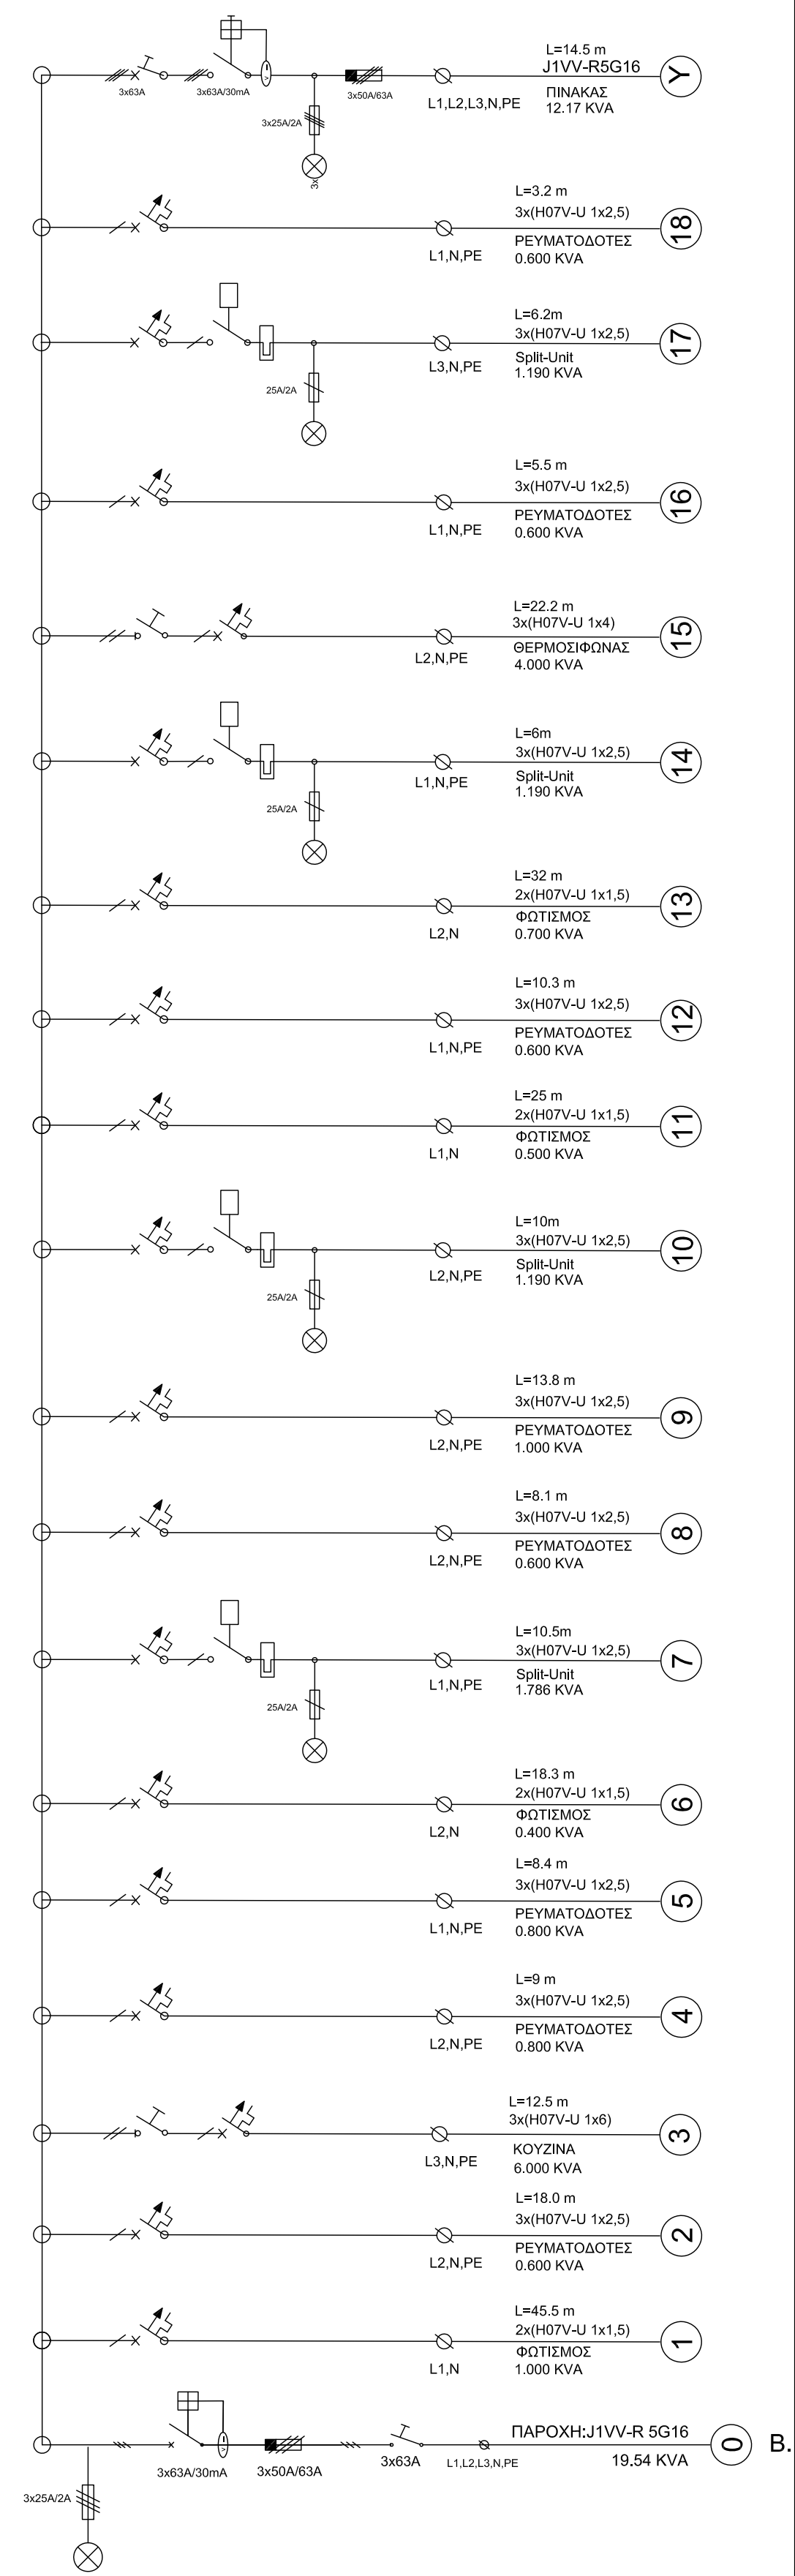 L=14.5 m
J1VV-R5G16
3x63A
3x63A/30mA
3x50A/63A
L1,L2,L3,N,PE
ΠΙΝΑΚΑΣ
12.17 KVA
Y
3x25A/2A
3x
L=3.2 m
3x(H07V-U 1x2,5)
L1,N,PE
ΡΕΥΜΑΤΟΔΟΤΕΣ
0.600 KVA
18
L=6.2m
3x(H07V-U 1x2,5)
L3,N,PE
Split-Unit
1.190 KVA
17
25A/2A
L=5.5 m
3x(H07V-U 1x2,5)
L1,N,PE
ΡΕΥΜΑΤΟΔΟΤΕΣ
0.600 KVA
16
L=22.2 m
3x(H07V-U 1x4)
L2,N,PE
ΘΕΡΜΟΣΙΦΩΝΑΣ
4.000 KVA
15
L=6m
3x(H07V-U 1x2,5)
L1,N,PE
Split-Unit
1.190 KVA
14
25A/2A
L=32 m
2x(H07V-U 1x1,5)
L2,N
ΦΩΤΙΣΜΟΣ
0.700 KVA
13
L=10.3 m
3x(H07V-U 1x2,5)
L1,N,PE
ΡΕΥΜΑΤΟΔΟΤΕΣ
0.600 KVA
12
L=25 m
2x(H07V-U 1x1,5)
L1,N
ΦΩΤΙΣΜΟΣ
0.500 KVA
11
L=10m
3x(H07V-U 1x2,5)
L2,N,PE
Split-Unit
1.190 KVA
10
25A/2A
L=13.8 m
3x(H07V-U 1x2,5)
L2,N,PE
ΡΕΥΜΑΤΟΔΟΤΕΣ
1.000 KVA
9
L=8.1 m
3x(H07V-U 1x2,5)
L2,N,PE
ΡΕΥΜΑΤΟΔΟΤΕΣ
0.600 KVA
8
L=10.5m
3x(H07V-U 1x2,5)
L1,N,PE
Split-Unit
1.786 KVA
7
25A/2A
L=18.3 m
2x(H07V-U 1x1,5)
L2,N
ΦΩΤΙΣΜΟΣ
0.400 KVA
6
L=8.4 m
3x(H07V-U 1x2,5)
L1,N,PE
ΡΕΥΜΑΤΟΔΟΤΕΣ
0.800 KVA
5
L=9 m
3x(H07V-U 1x2,5)
L2,N,PE
ΡΕΥΜΑΤΟΔΟΤΕΣ
0.800 KVA
4
L=12.5 m
3x(H07V-U 1x6)
L3,N,PE
ΚΟΥΖΙΝΑ
6.000 KVA
3
L=18.0 m
3x(H07V-U 1x2,5)
L2,N,PE
ΡΕΥΜΑΤΟΔΟΤΕΣ
0.600 KVA
2
L=45.5 m
2x(H07V-U 1x1,5)
L1,N
ΦΩΤΙΣΜΟΣ
1.000 KVA
1
ΠΑΡΟΧΗ:J1VV-R 5G16
3x63A/30mA
3x50A/63A
3x63A
L1,L2,L3,N,PE
19.54 KVA
0
B.
3x25A/2A